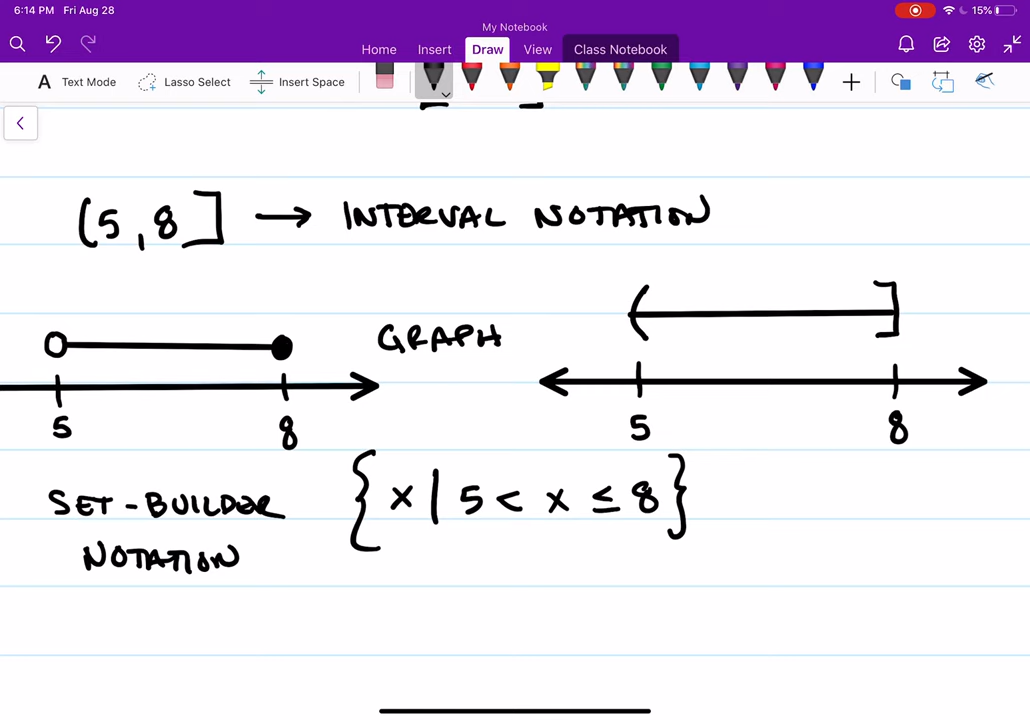 6:14 PM Fri Aug 28 15%
My Notebook
Home Insert Draw View Class Notebook
A Text Mode Lasso Select Insert Space
(5,8] → INTERVAL NOTATION
GRAPH
5 8 5 8
SET-BUILDER {x | 5 < x ≤ 8}
NOTATION